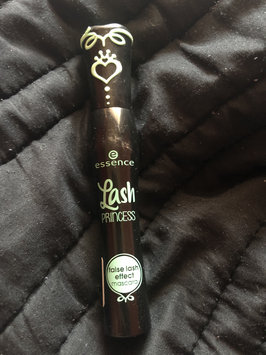 essence
Lash
PRINCESS
false lash
effect
mascara